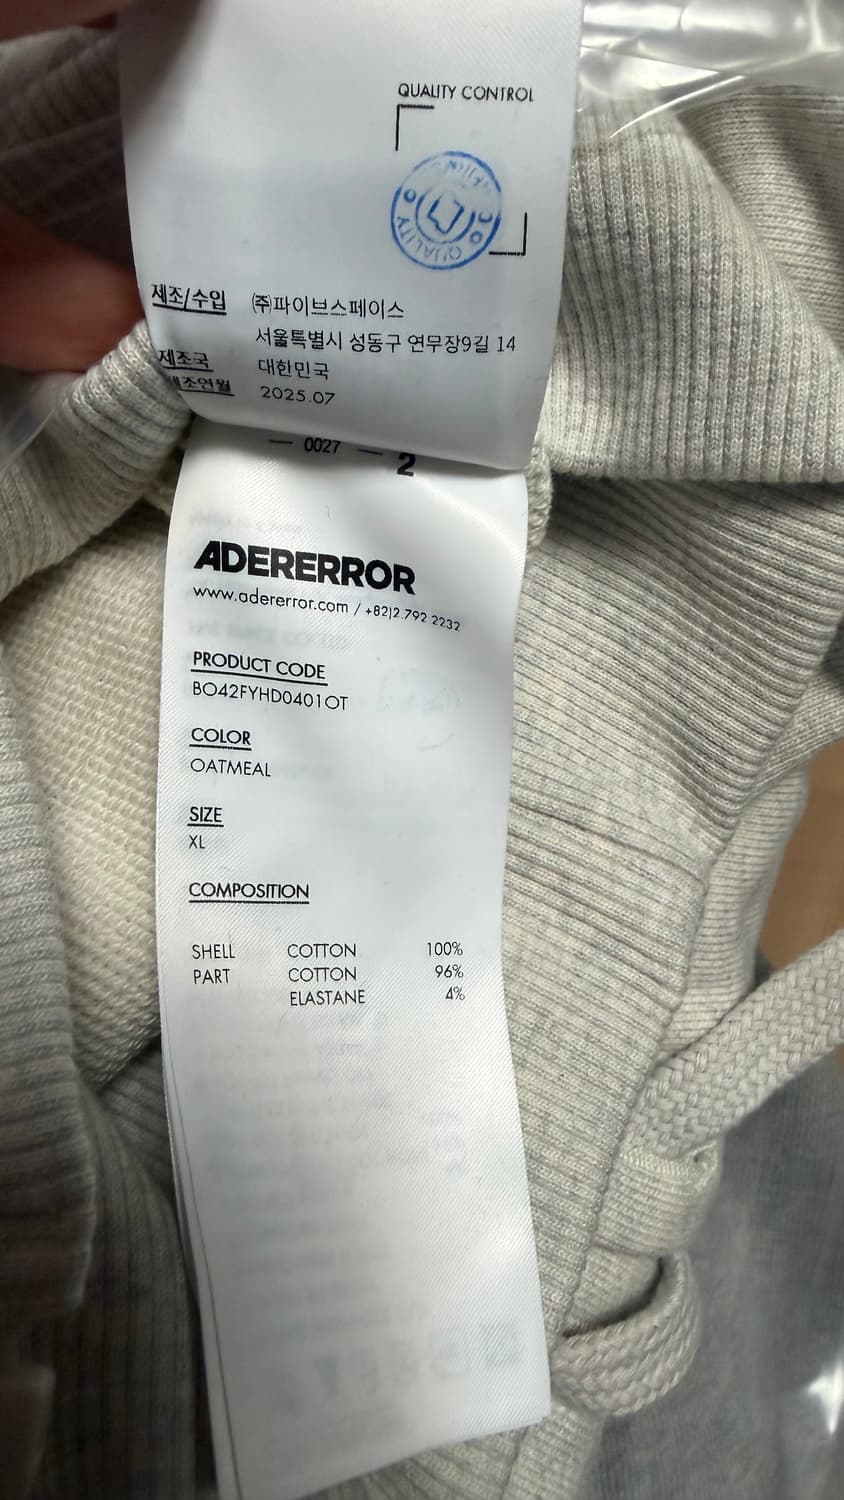 QUALITY CONTROL
QUALITY
제조/수입 (주)파이브스페이스
서울특별시 성동구 연무장9길 14
제조국 대한민국
제조연월 2025.07
— 0027 — 2
ADERERROR
www.adererror.com / +82)2.792 2232
PRODUCT CODE
BO42FYHD0401OT
COLOR
OATMEAL
SIZE
XL
COMPOSITION
SHELL COTTON 100%
PART COTTON 96%
ELASTANE 4%